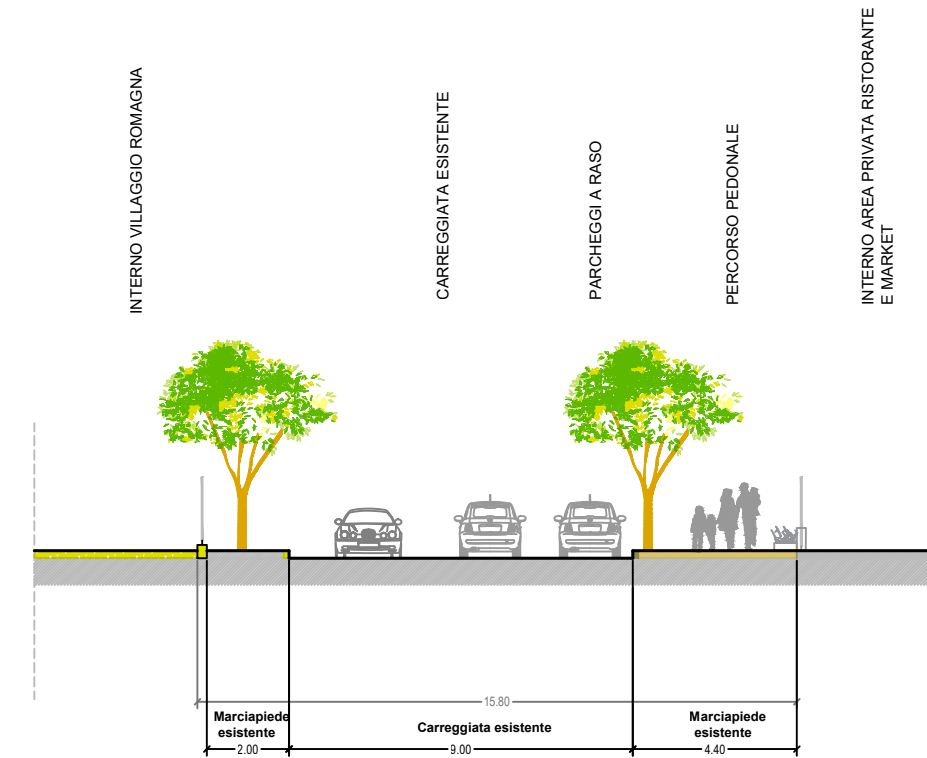 INTERNO VILLAGGIO ROMAGNA
CARREGGIATA ESISTENTE
PARCHEGGI A RASO
PERCORSO PEDONALE
INTERNO AREA PRIVATA RISTORANTE
E MARKET
15.80
Marciapiede
esistente
2.00
Carreggiata esistente
9.00
Marciapiede
esistente
4.40